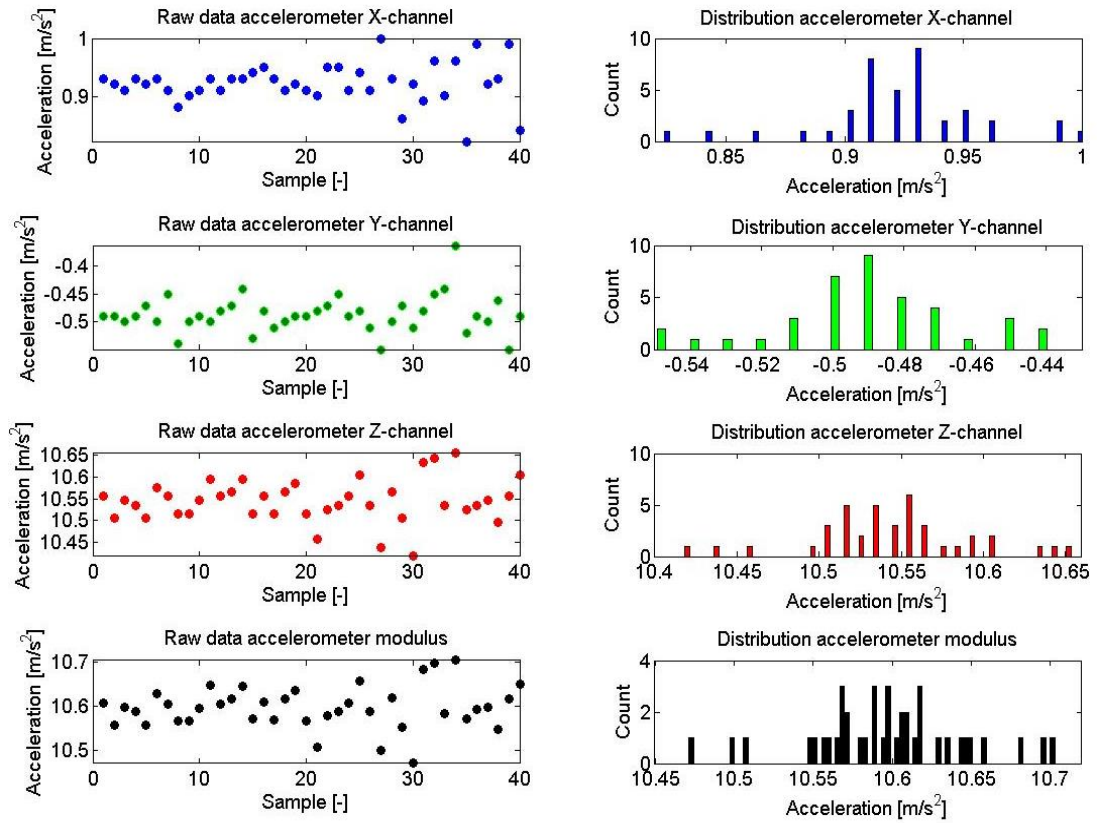 Raw data accelerometer X-channel
Acceleration [m/s²]
1
0.9
0 10 20 30 40
Sample [-]
Distribution accelerometer X-channel
Count
10
5
0
0.85 0.9 0.95 1
Acceleration [m/s²]
Raw data accelerometer Y-channel
Acceleration [m/s²]
-0.4
-0.45
-0.5
0 10 20 30 40
Sample [-]
Distribution accelerometer Y-channel
Count
10
5
0
-0.54 -0.52 -0.5 -0.48 -0.46 -0.44
Acceleration [m/s²]
Raw data accelerometer Z-channel
Acceleration [m/s²]
10.65
10.6
10.55
10.5
10.45
0 10 20 30 40
Sample [-]
Distribution accelerometer Z-channel
Count
10
5
0
10.4 10.45 10.5 10.55 10.6 10.65
Acceleration [m/s²]
Raw data accelerometer modulus
Acceleration [m/s²]
10.7
10.6
10.5
0 10 20 30 40
Sample [-]
Distribution accelerometer modulus
Count
4
2
0
10.45 10.5 10.55 10.6 10.65 10.7
Acceleration [m/s²]